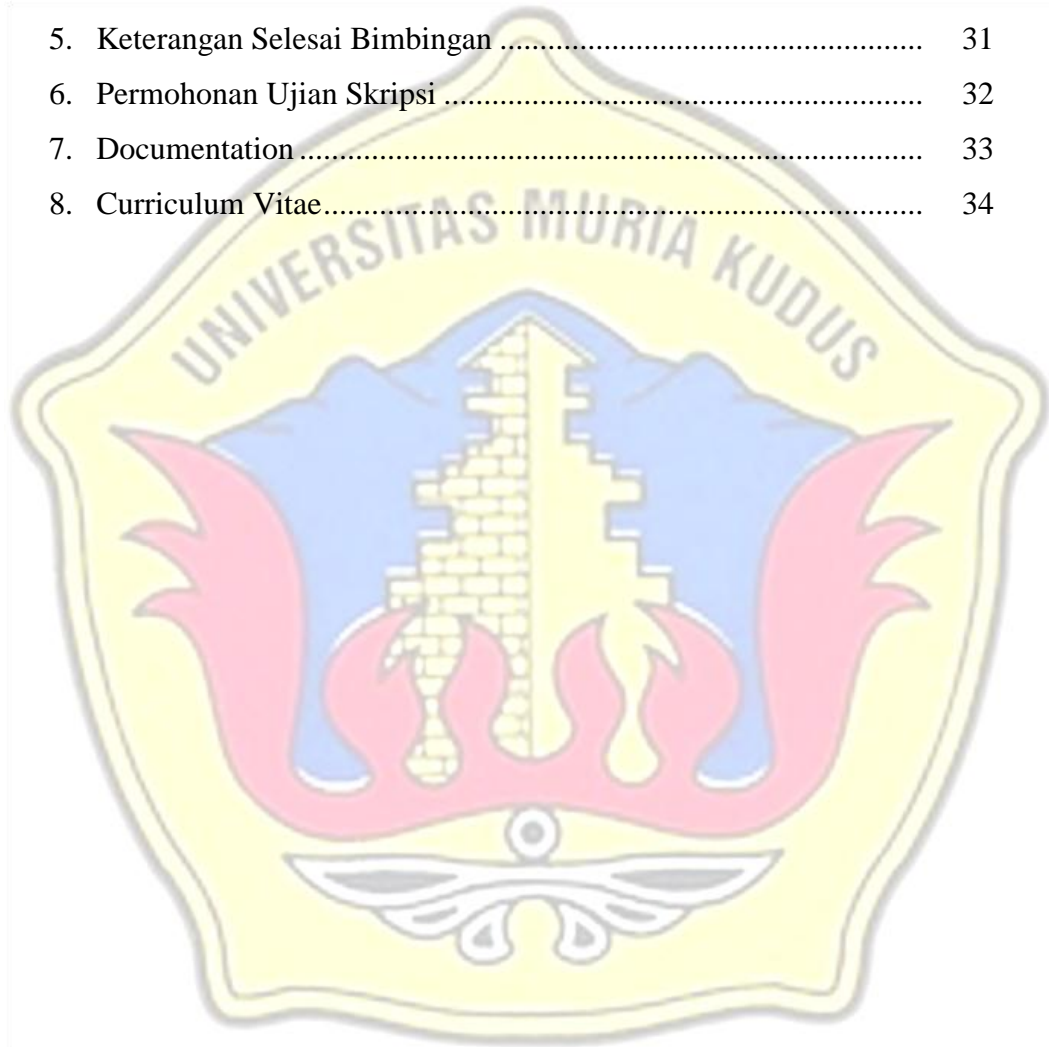 5. Keterangan Selesai Bimbingan ........................................................ 31
6. Permohonan Ujian Skripsi ............................................................... 32
7. Documentation .................................................................................. 33
8. Curriculum Vitae................................................................................ 34
UNIVERSITAS MURIA KUDUS